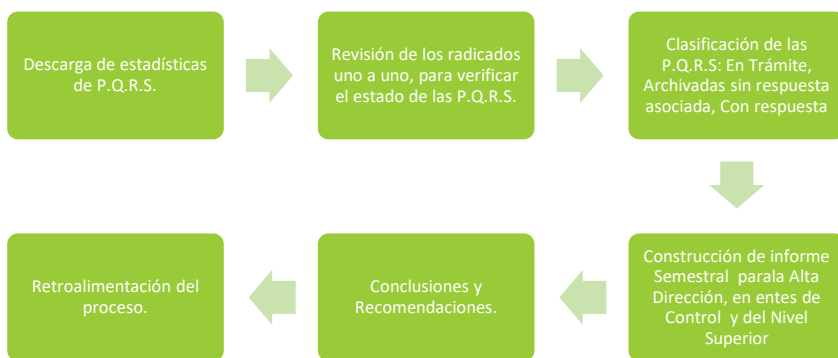 Descarga de estadísticas
de P.Q.R.S.
Revisión de los radicados
uno a uno, para verificar
el estado de las P.Q.R.S.
Clasificación de las
P.Q.R.S: En Trámite,
Archivadas sin respuesta
asociada, Con respuesta
Construcción de informe
Semestral parala Alta
Dirección, en entes de
Control y del Nivel
Superior
Conclusiones y
Recomendaciones.
Retroalimentación del
proceso.